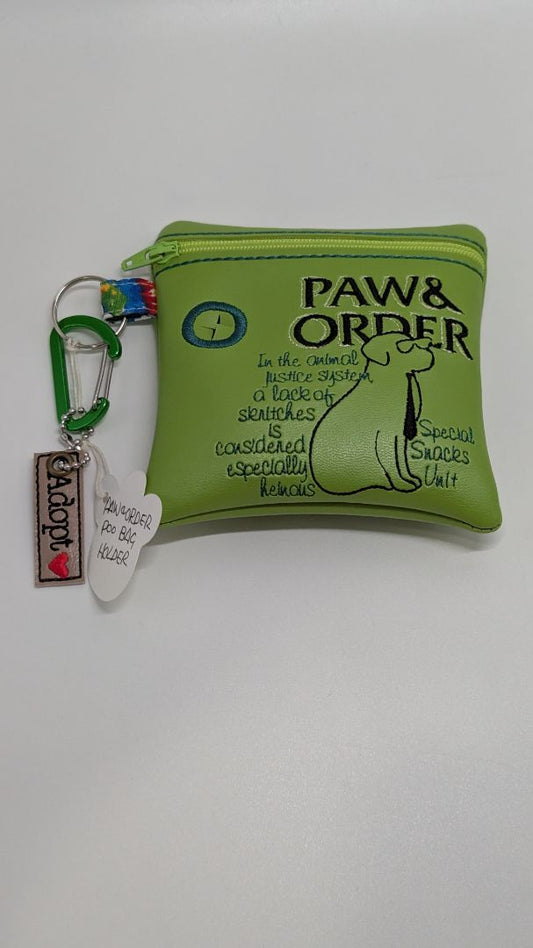 PAW&
ORDER
In the animal
justice system
a lack of
skritches
is
considered
especially
heinous
Special
Snacks
Unit
Adopt
PAW&ORDER
POO BAG
HOLDER